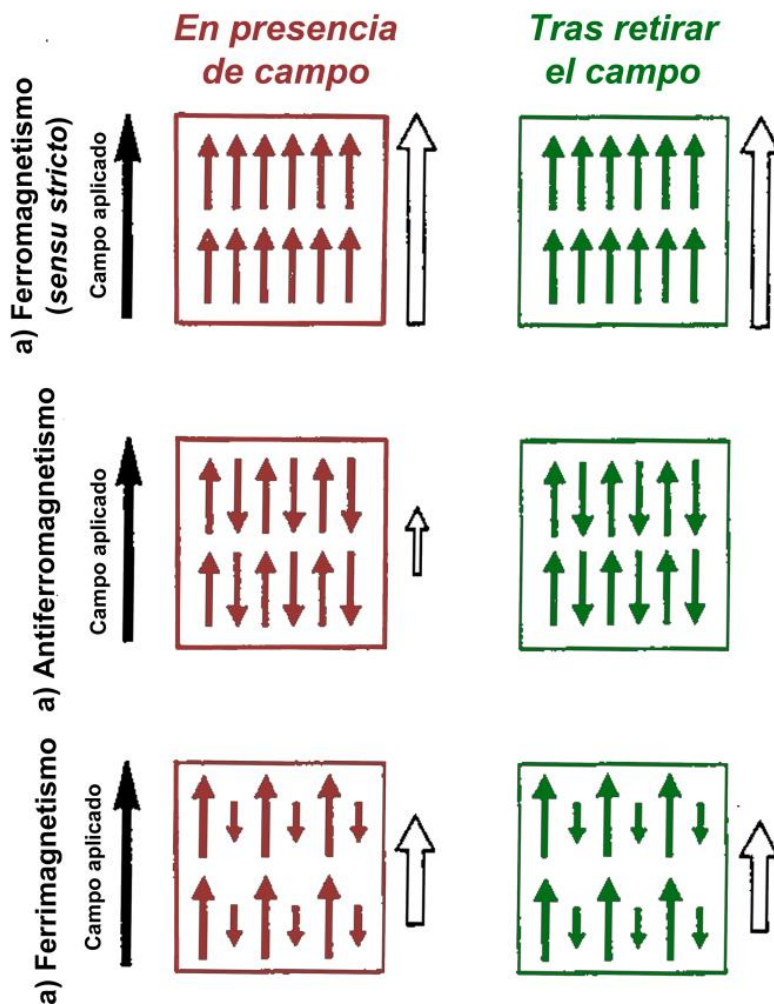 En presencia
de campo
Tras retirar
el campo
a) Ferromagnetismo
(sensu stricto)
Campo aplicado
a) Antiferromagnetismo
Campo aplicado
a) Ferrimagnetismo
Campo aplicado